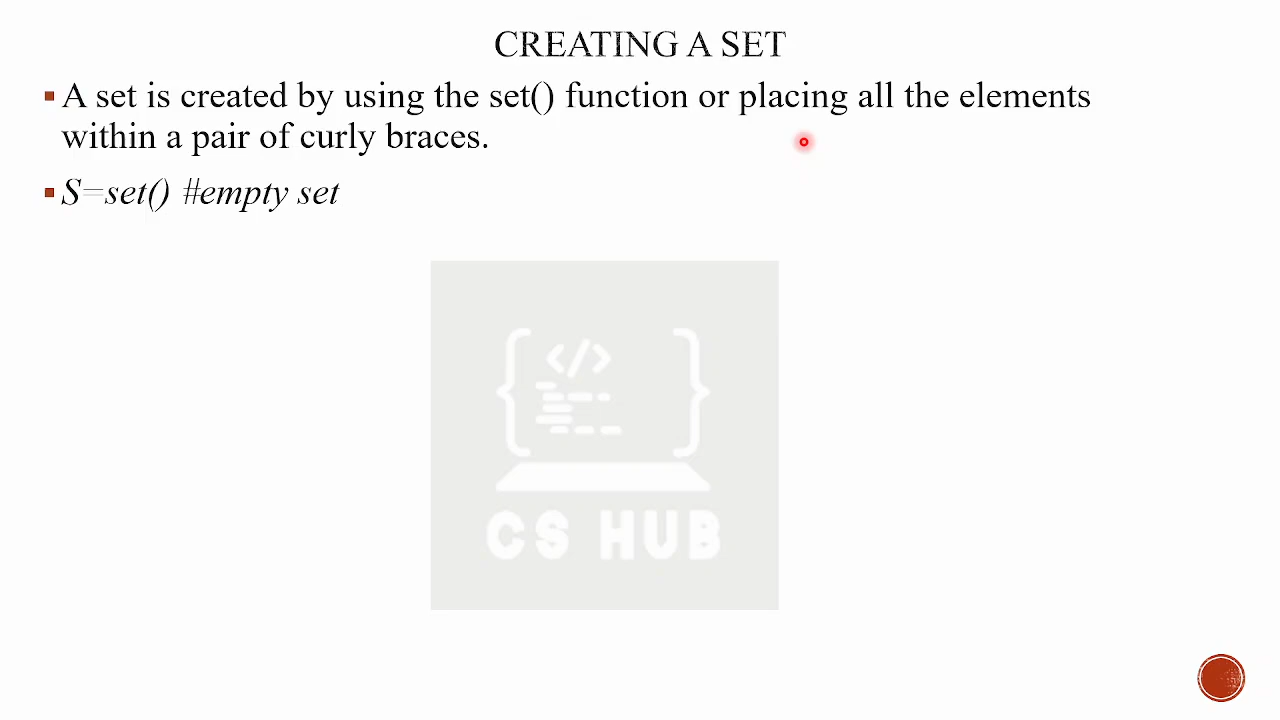 CREATING A SET
A set is created by using the set() function or placing all the elements
within a pair of curly braces.
S=set() #empty set
</>
CS HUB